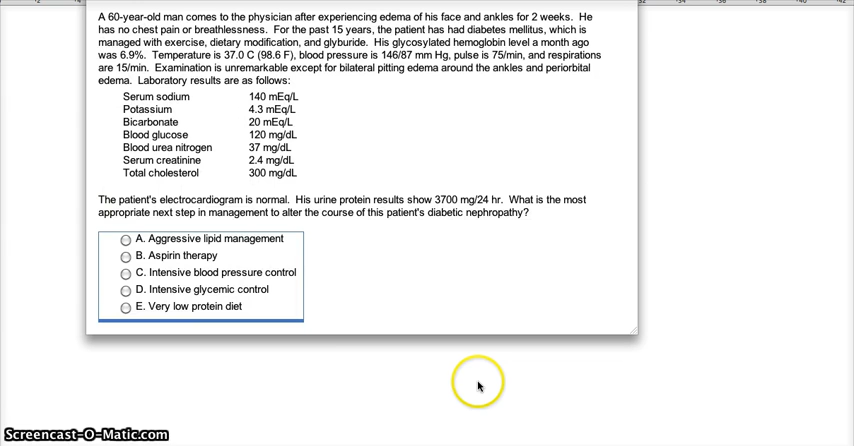 A 60-year-old man comes to the physician after experiencing edema of his face and ankles for 2 weeks. He
has no chest pain or breathlessness. For the past 15 years, the patient has had diabetes mellitus, which is
managed with exercise, dietary modification, and glyburide. His glycosylated hemoglobin level a month ago
was 6.9%. Temperature is 37.0 C (98.6 F), blood pressure is 146/87 mm Hg, pulse is 75/min, and respirations
are 15/min. Examination is unremarkable except for bilateral pitting edema around the ankles and periorbital
edema. Laboratory results are as follows:
Serum sodium 140 mEq/L
Potassium 4.3 mEq/L
Bicarbonate 20 mEq/L
Blood glucose 120 mg/dL
Blood urea nitrogen 37 mg/dL
Serum creatinine 2.4 mg/dL
Total cholesterol 300 mg/dL
The patient's electrocardiogram is normal. His urine protein results show 3700 mg/24 hr. What is the most
appropriate next step in management to alter the course of this patient's diabetic nephropathy?
A. Aggressive lipid management
B. Aspirin therapy
C. Intensive blood pressure control
D. Intensive glycemic control
E. Very low protein diet
Screencast-O-Matic.com